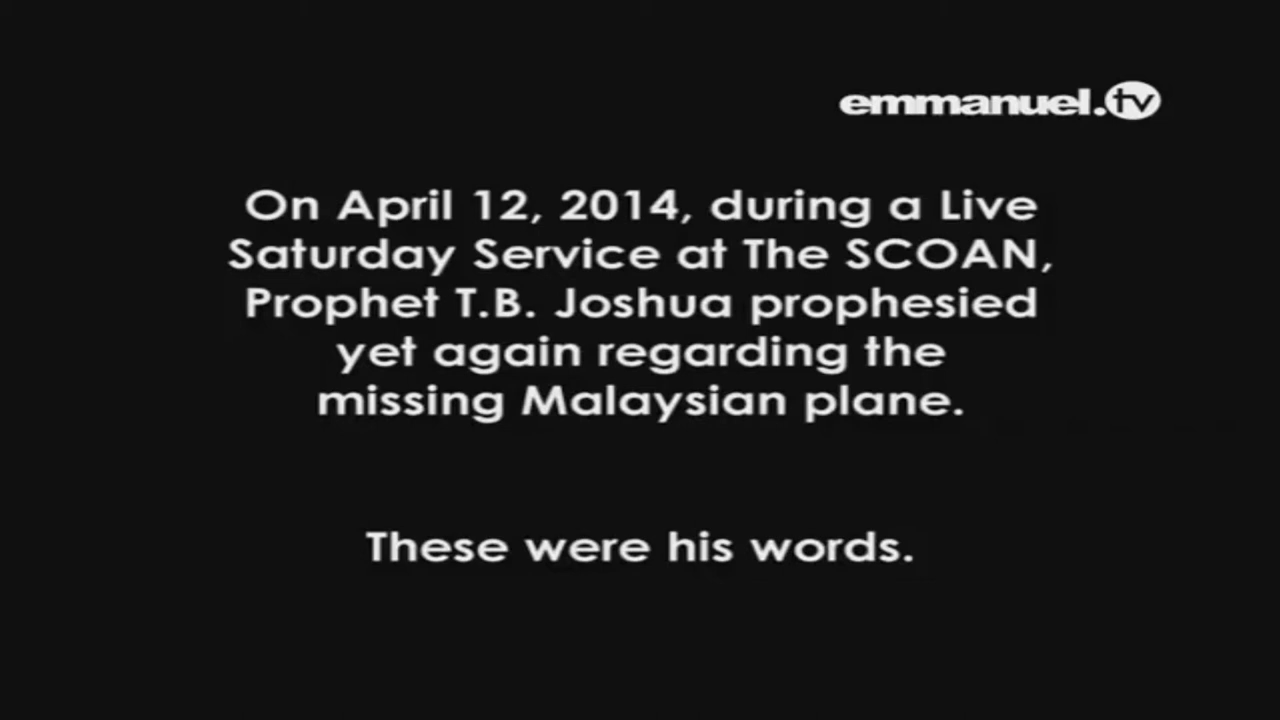 emmanuel.tv
On April 12, 2014, during a Live
Saturday Service at The SCOAN,
Prophet T.B. Joshua prophesied
yet again regarding the
missing Malaysian plane.
These were his words.